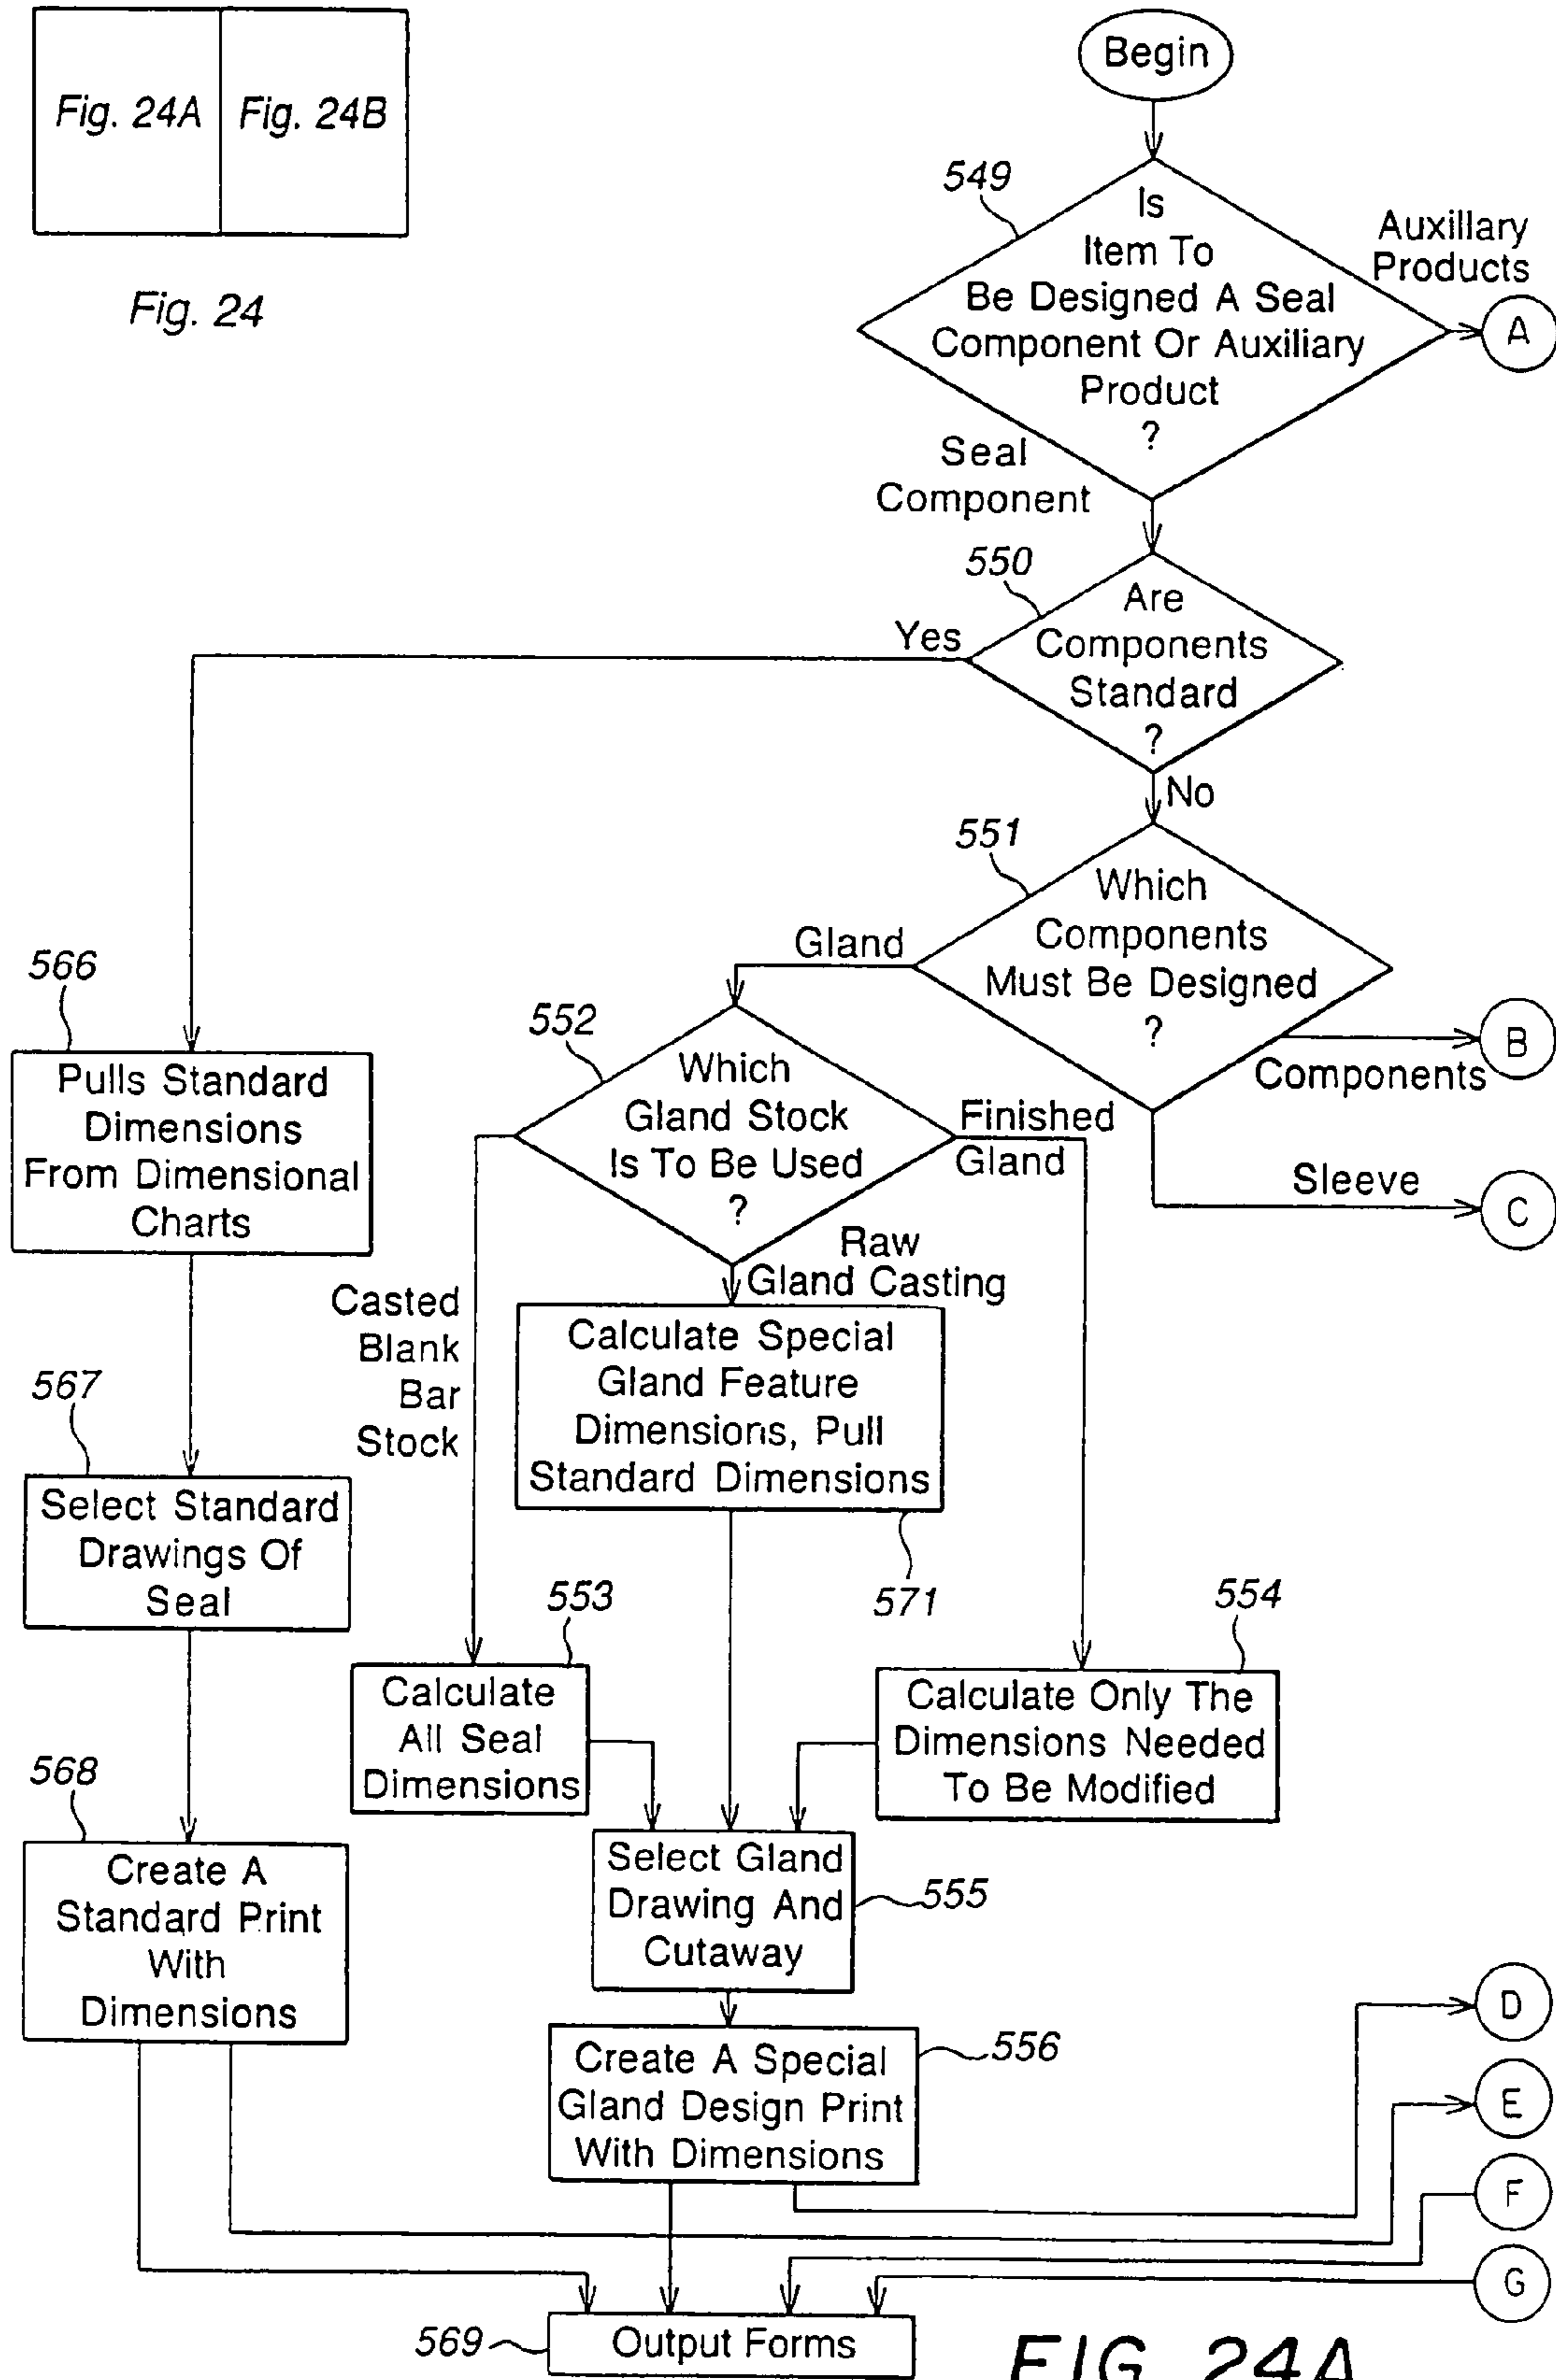 Fig. 24A
Fig. 24B
Fig. 24
Begin
549
Is
Item To
Be Designed A Seal
Component Or Auxiliary
Product
?
Auxillary
Products
A
Seal
Component
550
Are
Components
Standard
?
Yes
No
551
Which
Components
Must Be Designed
?
Gland
B
Components
Sleeve
C
552
Which
Gland Stock
Is To Be Used
?
Finished
Gland
Raw
Gland Casting
Casted
Blank
Bar
Stock
566
Pulls Standard
Dimensions
From Dimensional
Charts
567
Select Standard
Drawings Of
Seal
568
Create A
Standard Print
With
Dimensions
Calculate Special
Gland Feature
Dimensions, Pull
Standard Dimensions
571
553
Calculate
All Seal
Dimensions
554
Calculate Only The
Dimensions Needed
To Be Modified
Select Gland
Drawing And
Cutaway
555
Create A Special
Gland Design Print
With Dimensions
556
D
E
F
G
569
Output Forms
FIG. 24A